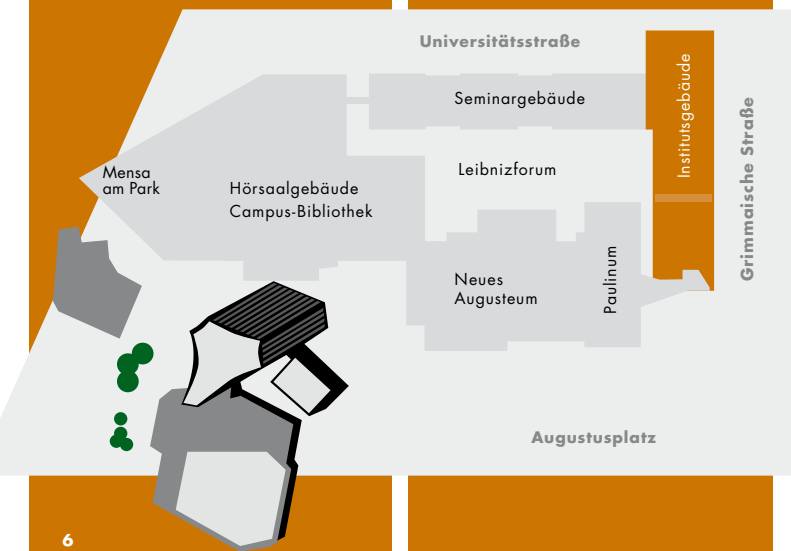 Universitätsstraße
Seminargebäude
Institutsgebäude
Grimmaische Straße
Mensa
am Park
Leibnizforum
Hörsaalgebäude
Campus-Bibliothek
Neues
Augusteum
Paulinum
Augustusplatz
6